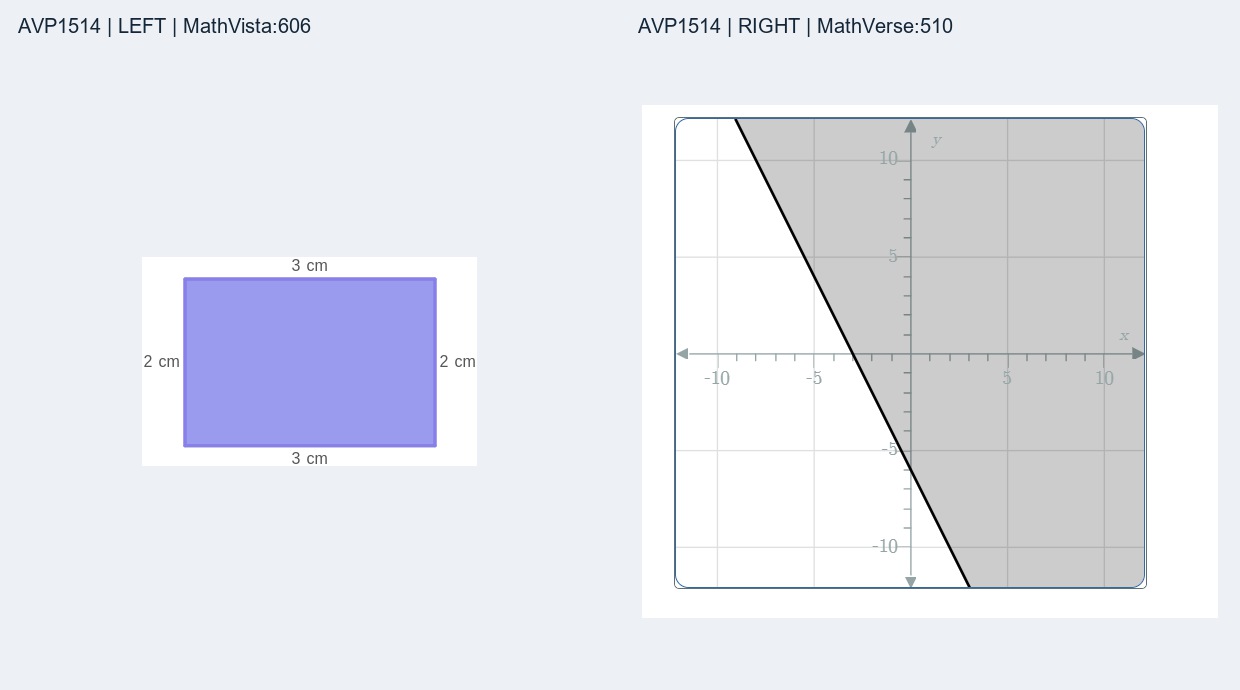 AVP1514 | LEFT | MathVista:606
3 cm
2 cm
2 cm
3 cm
AVP1514 | RIGHT | MathVerse:510
y
10
5
x
-10
-5
5
10
-5
-10